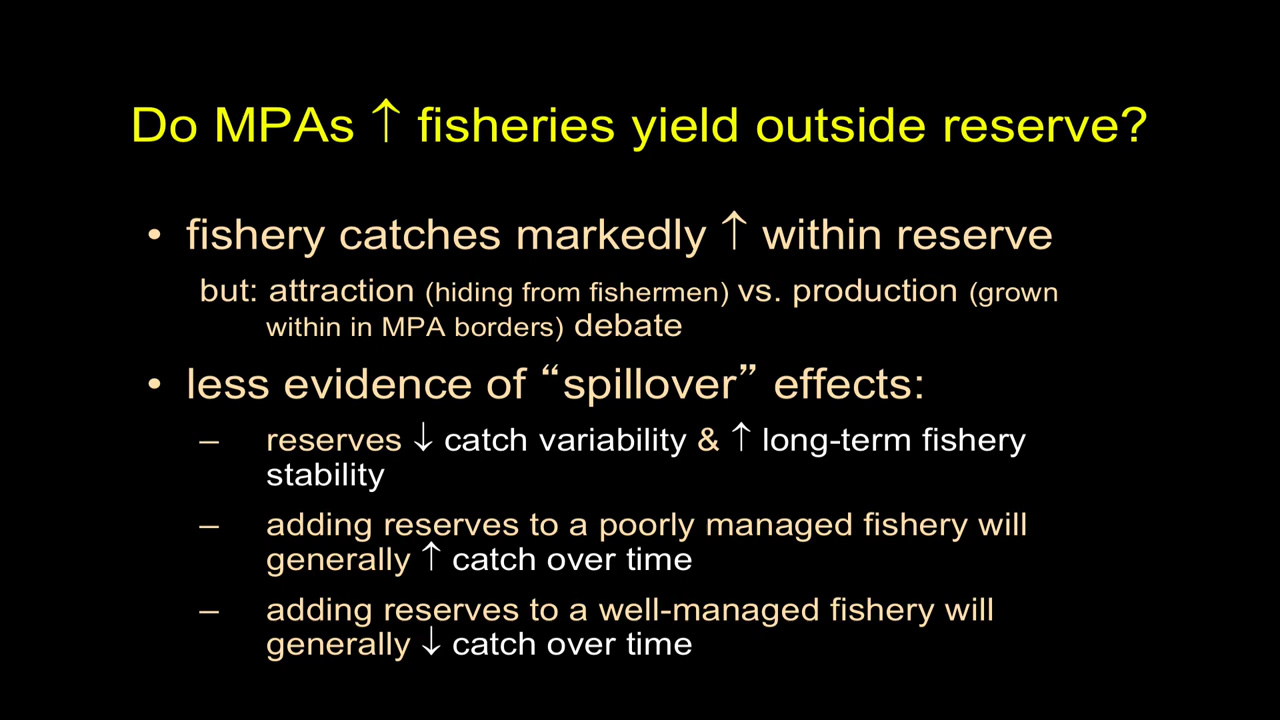 Do MPAs ↑ fisheries yield outside reserve?
• fishery catches markedly ↑ within reserve
but: attraction (hiding from fishermen) vs. production (grown
within in MPA borders) debate
• less evidence of “spillover” effects:
– reserves ↓ catch variability & ↑ long-term fishery
stability
– adding reserves to a poorly managed fishery will
generally ↑ catch over time
– adding reserves to a well-managed fishery will
generally ↓ catch over time